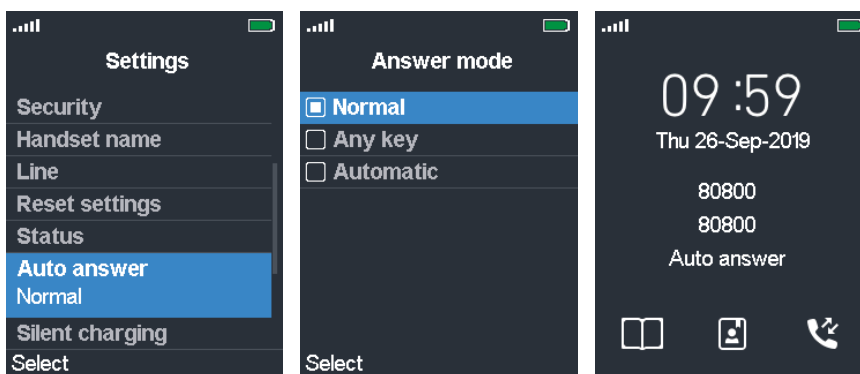 Settings
Security
Handset name
Line
Reset settings
Status
Auto answer
Normal
Silent charging
Select
Answer mode
Normal
Any key
Automatic
Select
09:59
Thu 26-Sep-2019
80800
80800
Auto answer